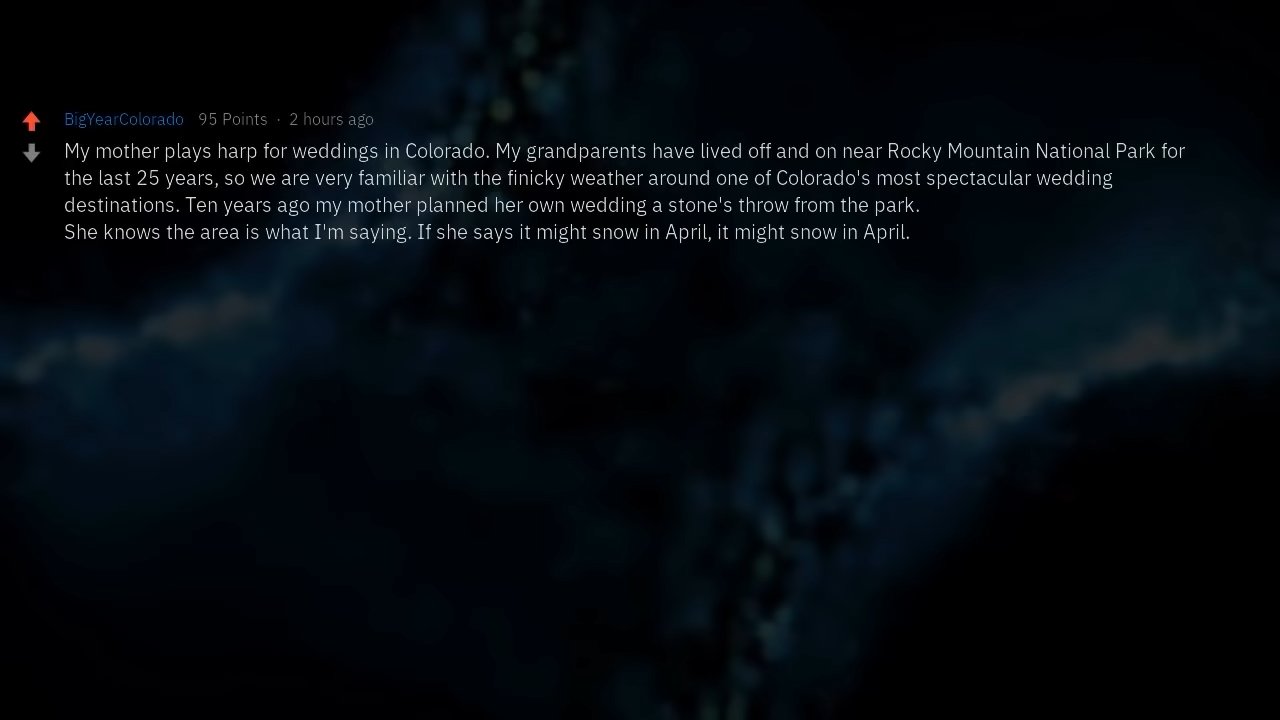 BigYearColorado 95 Points · 2 hours ago
My mother plays harp for weddings in Colorado. My grandparents have lived off and on near Rocky Mountain National Park for
the last 25 years, so we are very familiar with the finicky weather around one of Colorado's most spectacular wedding
destinations. Ten years ago my mother planned her own wedding a stone's throw from the park.
She knows the area is what I'm saying. If she says it might snow in April, it might snow in April.